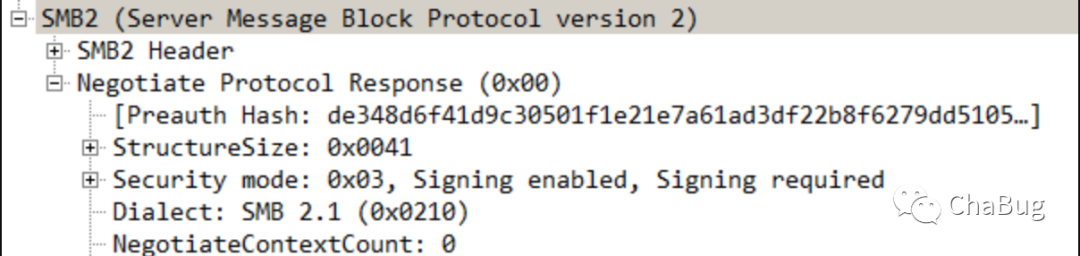 SMB2 (Server Message Block Protocol version 2)
SMB2 Header
Negotiate Protocol Response (0x00)
[Preauth Hash: de348d6f41d9c30501f1e21e7a61ad3df22b8f6279dd5105…]
StructureSize: 0x0041
Security mode: 0x03, Signing enabled, Signing required
Dialect: SMB 2.1 (0x0210)
NegotiateContextCount: 0
ChaBug